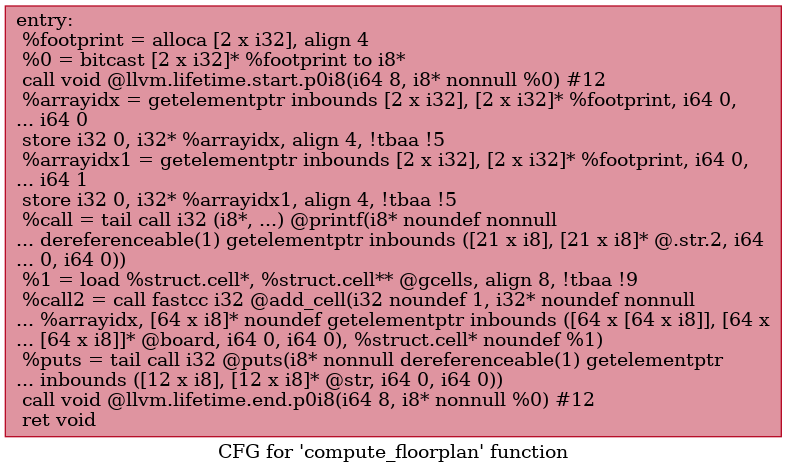 entry:
%footprint = alloca [2 x i32], align 4
%0 = bitcast [2 x i32]* %footprint to i8*
call void @llvm.lifetime.start.p0i8(i64 8, i8* nonnull %0) #12
%arrayidx = getelementptr inbounds [2 x i32], [2 x i32]* %footprint, i64 0,
... i64 0
store i32 0, i32* %arrayidx, align 4, !tbaa !5
%arrayidx1 = getelementptr inbounds [2 x i32], [2 x i32]* %footprint, i64 0,
... i64 1
store i32 0, i32* %arrayidx1, align 4, !tbaa !5
%call = tail call i32 (i8*, ...) @printf(i8* noundef nonnull
... dereferenceable(1) getelementptr inbounds ([21 x i8], [21 x i8]* @.str.2, i64
... 0, i64 0))
%1 = load %struct.cell*, %struct.cell** @gcells, align 8, !tbaa !9
%call2 = call fastcc i32 @add_cell(i32 noundef 1, i32* noundef nonnull
... %arrayidx, [64 x i8]* noundef getelementptr inbounds ([64 x [64 x i8]], [64 x
... [64 x i8]]* @board, i64 0, i64 0), %struct.cell* noundef %1)
%puts = tail call i32 @puts(i8* nonnull dereferenceable(1) getelementptr
... inbounds ([12 x i8], [12 x i8]* @str, i64 0, i64 0))
call void @llvm.lifetime.end.p0i8(i64 8, i8* nonnull %0) #12
ret void
CFG for 'compute_floorplan' function